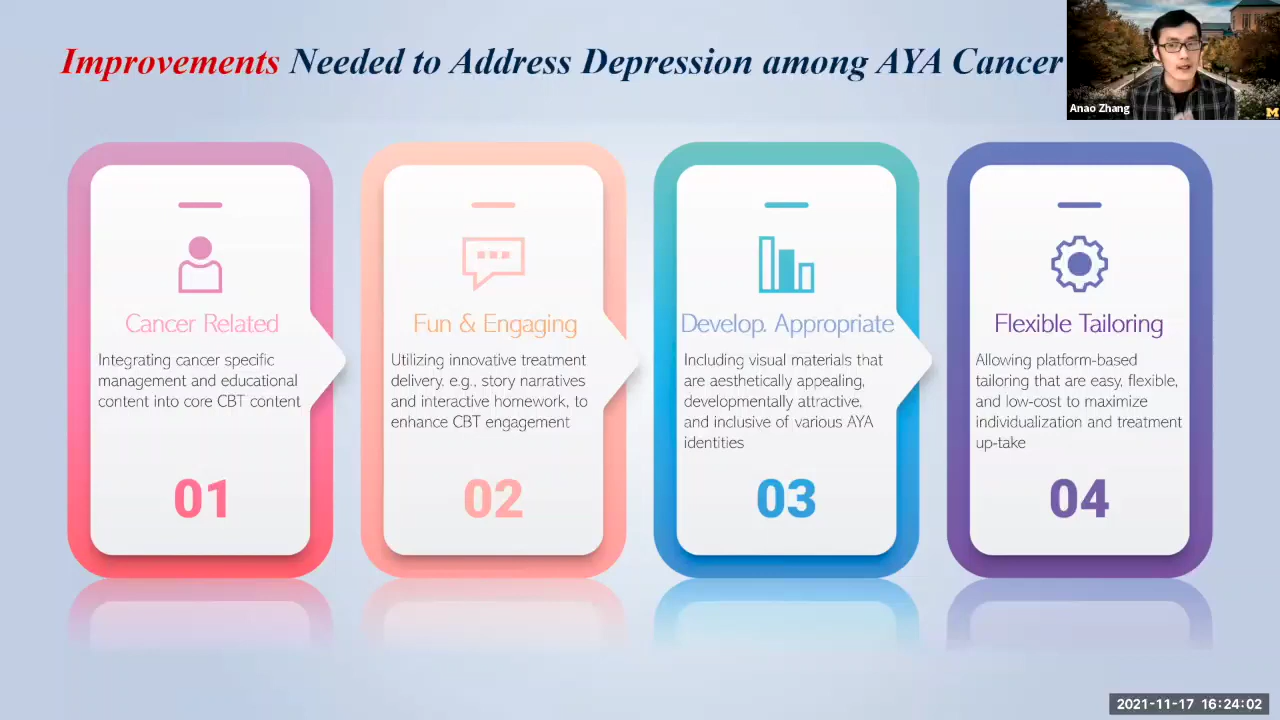 Improvements Needed to Address Depression among AYA Cancer
Anao Zhang
M
Cancer Related
Integrating cancer specific
management and educational
content into core CBT content
01
Fun & Engaging
Utilizing innovative treatment
delivery. e.g., story narratives
and interactive homework, to
enhance CBT engagement
02
Develop. Appropriate
Including visual materials that
are aesthetically appealing,
developmentally attractive,
and inclusive of various AYA
identities
03
Flexible Tailoring
Allowing platform-based
tailoring that are easy, flexible,
and low-cost to maximize
individualization and treatment
up-take
04
2021-11-17 16:24:02